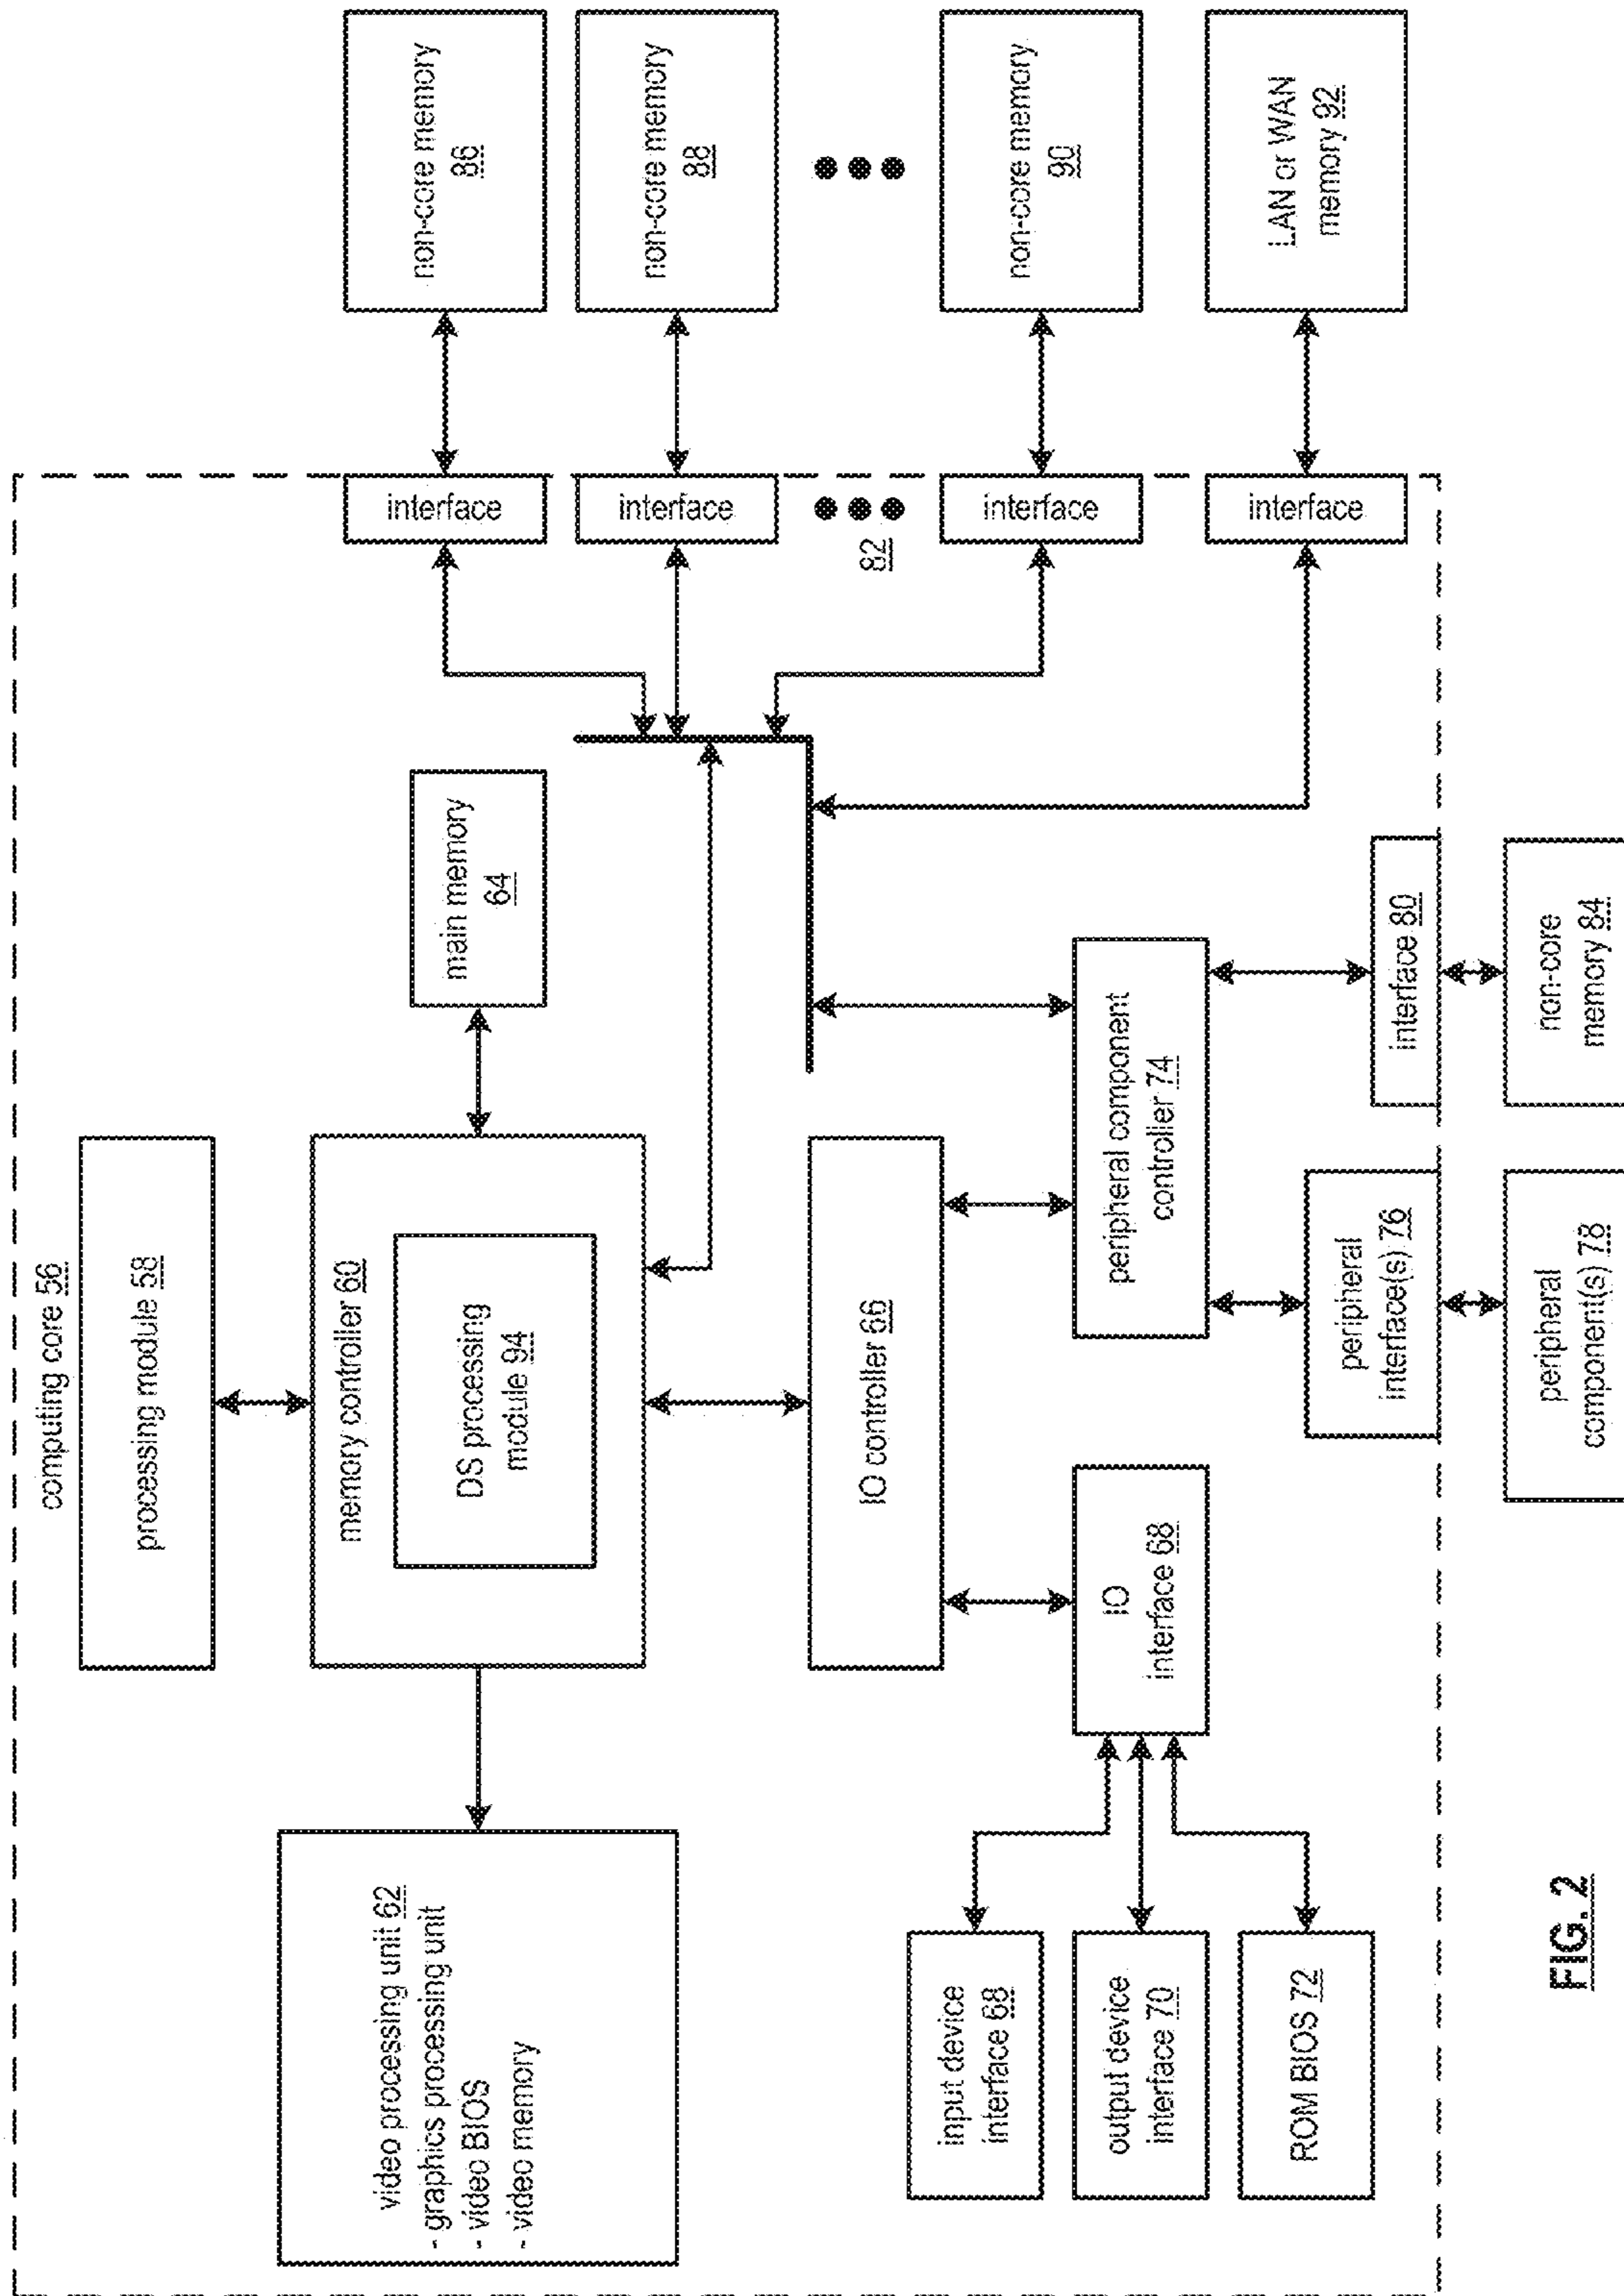 computing core 56
processing module 58
memory controller 60
DS processing
module 94
main memory
64
video processing unit 62
- graphics processing unit
- video BIOS
- video memory
IO controller 66
IO
interface 68
input device
interface 68
output device
interface 70
ROM BIOS 72
peripheral component
controller 74
peripheral
interface(s) 76
interface 80
peripheral
component(s) 78
non-core
memory 84
interface
interface
82
interface
interface
non-core memory
86
non-core memory
88
non-core memory
90
LAN or WAN
memory 92
FIG. 2